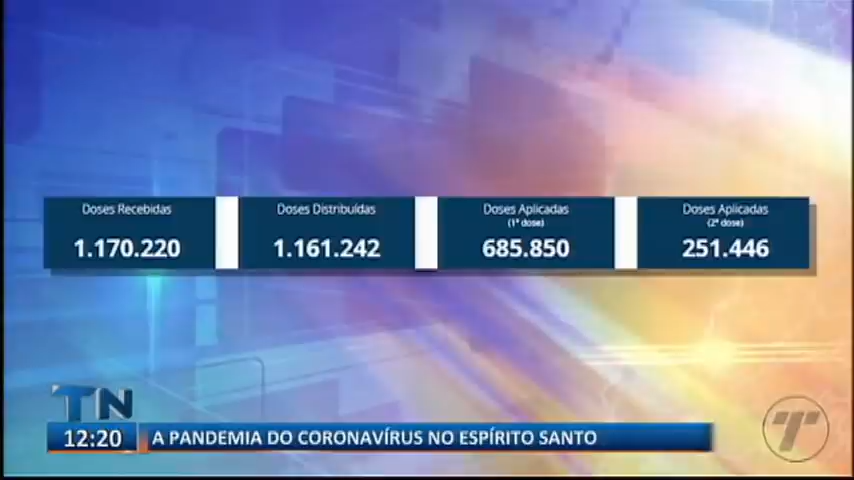 Doses Recebidas
1.170.220
Doses Distribuídas
1.161.242
Doses Aplicadas
(1ª dose)
685.850
Doses Aplicadas
(2ª dose)
251.446
TN
12:20
A PANDEMIA DO CORONAVÍRUS NO ESPÍRITO SANTO
T